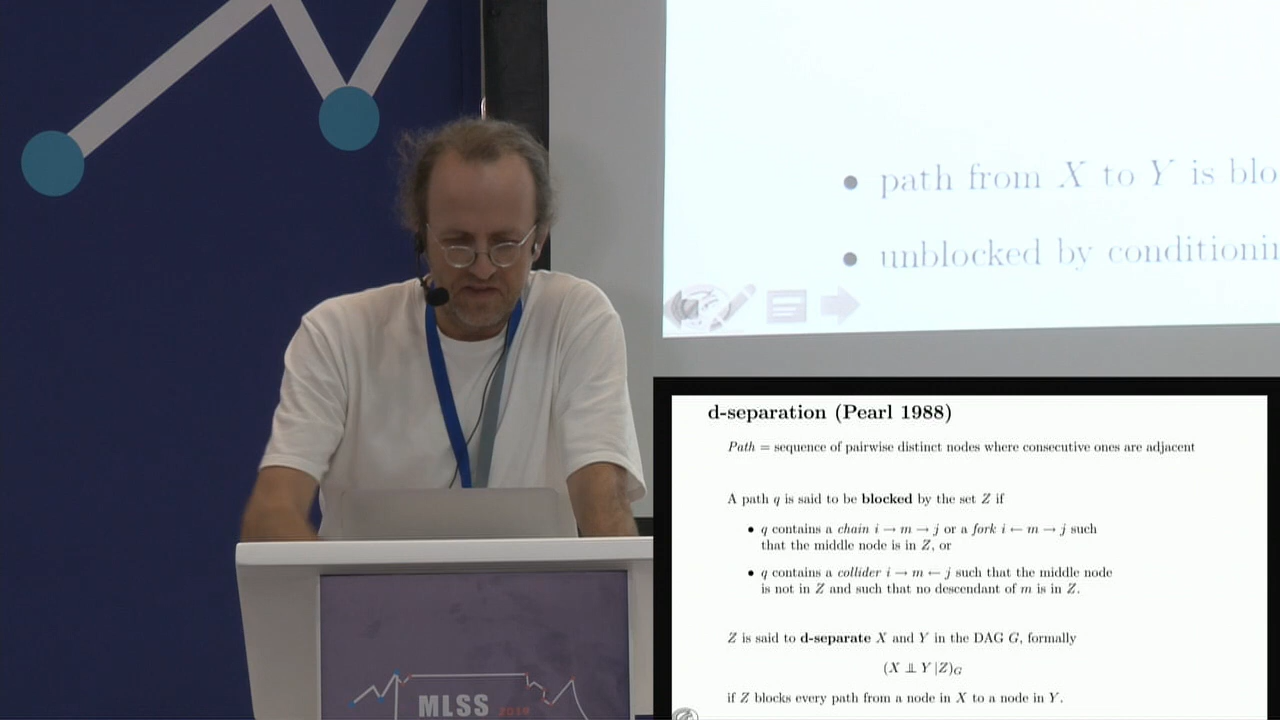 • path from X to Y is blo
• unblocked by conditioni
d-separation (Pearl 1988)
Path = sequence of pairwise distinct nodes where consecutive ones are adjacent
A path q is said to be blocked by the set Z if
• q contains a chain i → m → j or a fork i ← m → j such
that the middle node is in Z, or
• q contains a collider i → m ← j such that the middle node
is not in Z and such that no descendant of m is in Z.
Z is said to d-separate X and Y in the DAG G, formally
(X ⫫ Y |Z)G
if Z blocks every path from a node in X to a node in Y.
MLSS 2018